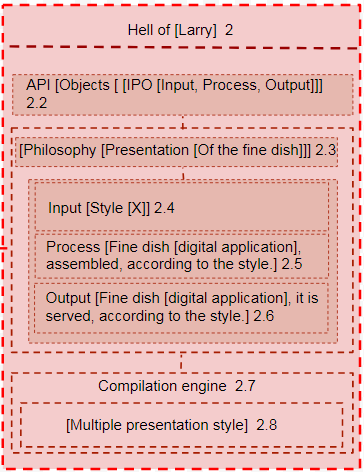 Hell of [Larry]  2
API [Objects [ [IPO [Input, Process, Output]]]
2.2
[Philosophy [Presentation [Of the fine dish]]] 2.3
Input [Style [X]] 2.4
Process [Fine dish [digital application],
assembled, according to the style.] 2.5
Output [Fine dish [digital application], it is
served, according to the style.] 2.6
Compilation engine  2.7
[Multiple presentation style]  2.8